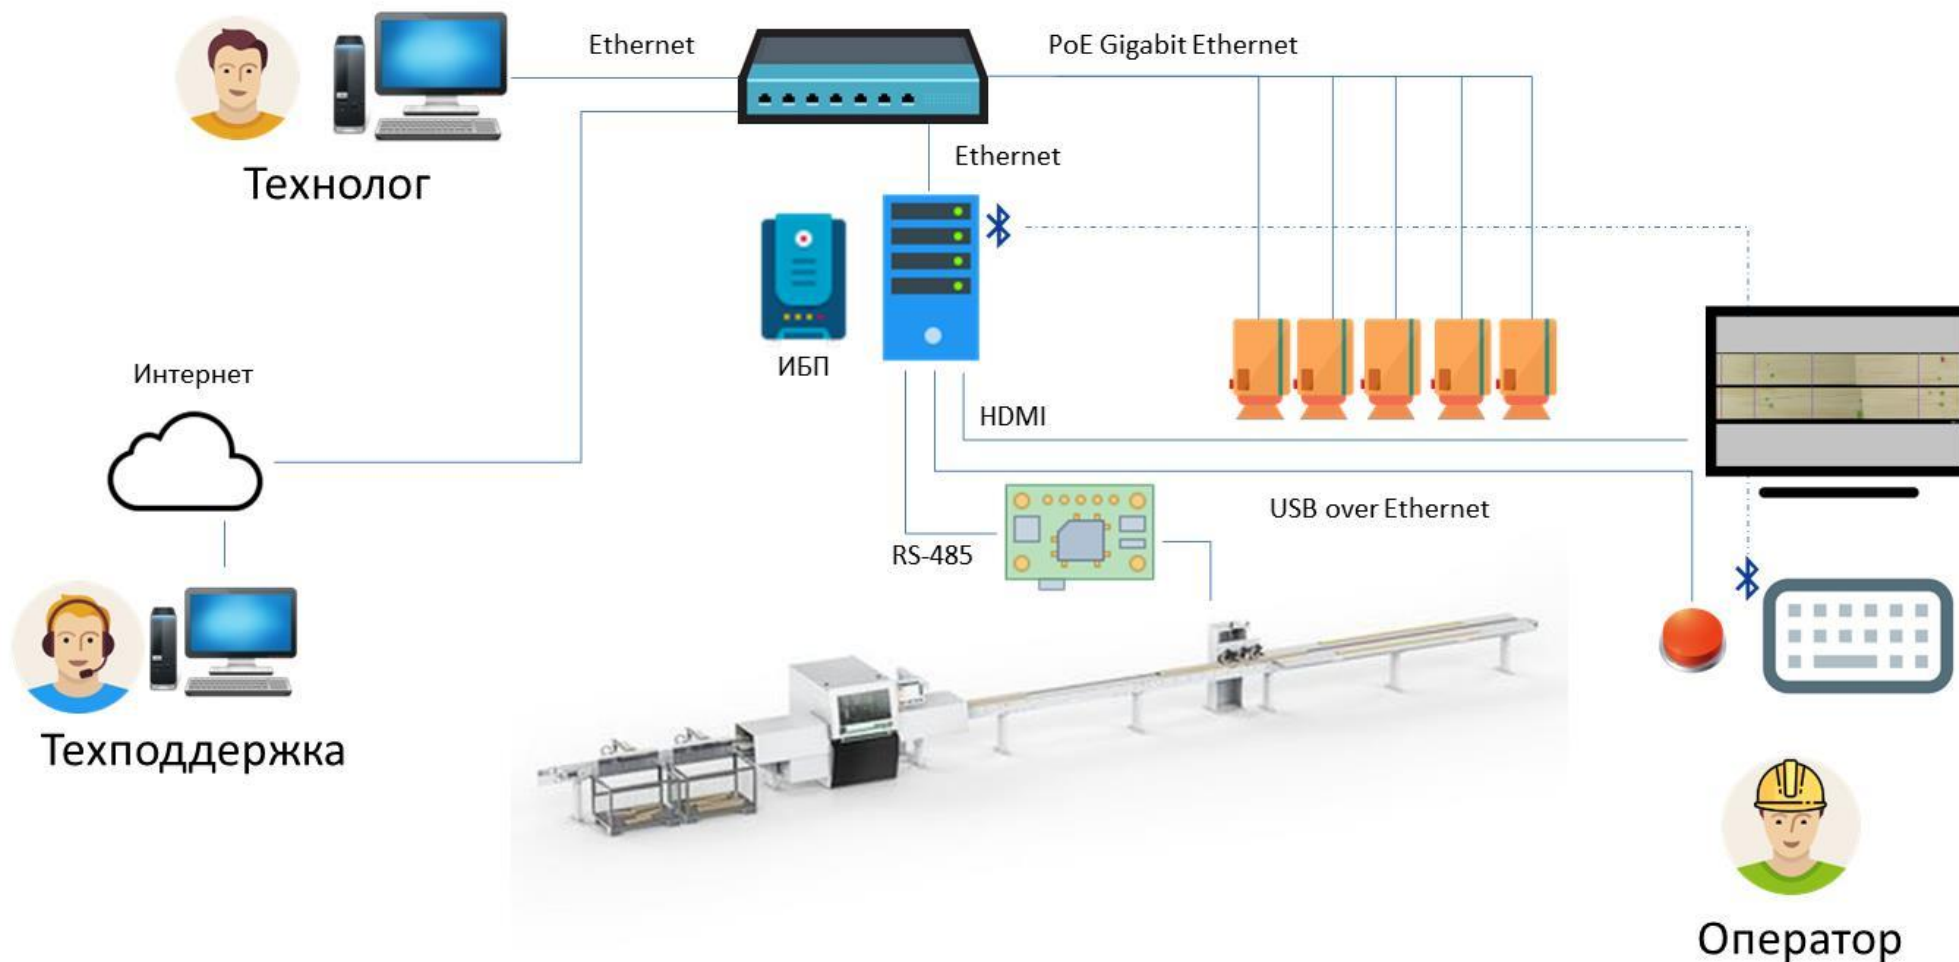 Ethernet
PoE Gigabit Ethernet
Технолог
Ethernet
ИБП
Интернет
HDMI
USB over Ethernet
RS-485
Техподдержка
Оператор